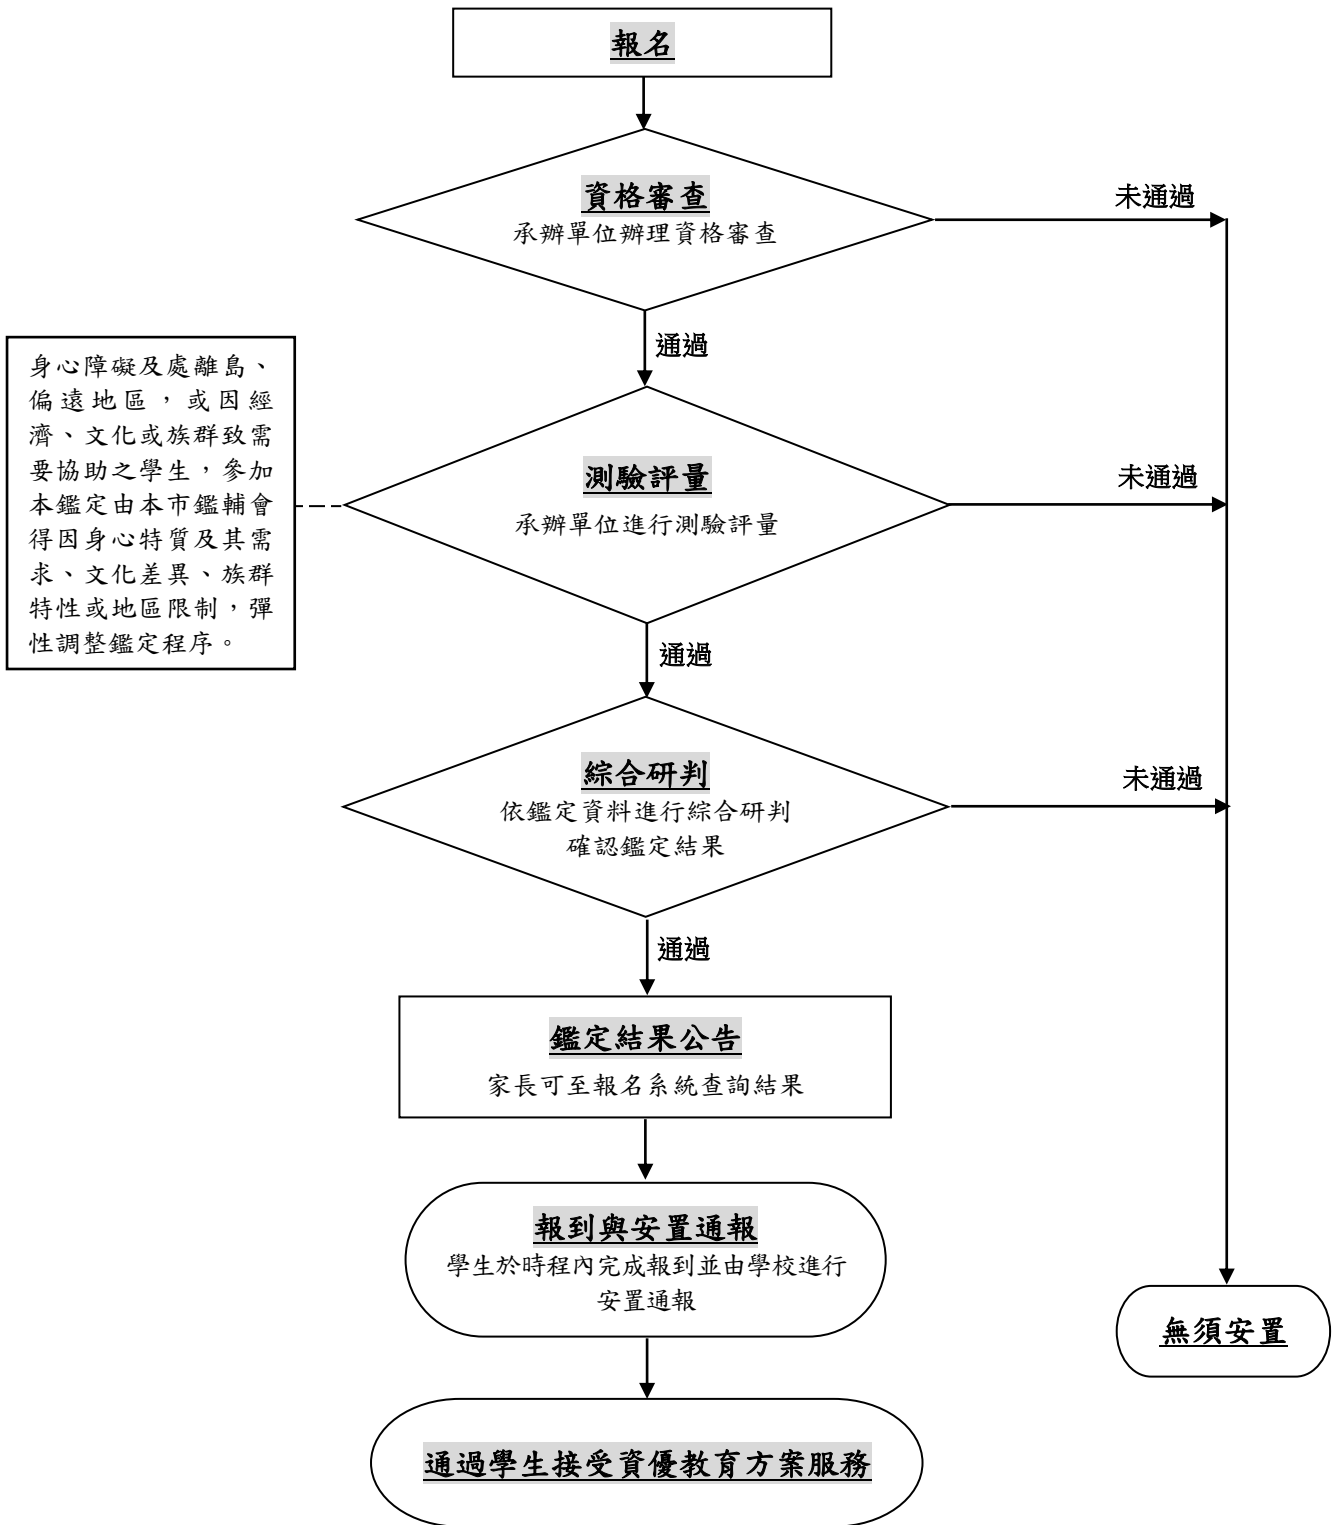 報名
資格審查
承辦單位辦理資格審查
未通過
通過
身心障礙及處離島、
偏遠地區，或因經
濟、文化或族群致需
要協助之學生，參加
本鑑定由本市鑑輔會
得因身心特質及其需
求、文化差異、族群
特性或地區限制，彈
性調整鑑定程序。
測驗評量
承辦單位進行測驗評量
未通過
通過
綜合研判
依鑑定資料進行綜合研判
確認鑑定結果
未通過
通過
鑑定結果公告
家長可至報名系統查詢結果
報到與安置通報
學生於時程內完成報到並由學校進行
安置通報
無須安置
通過學生接受資優教育方案服務